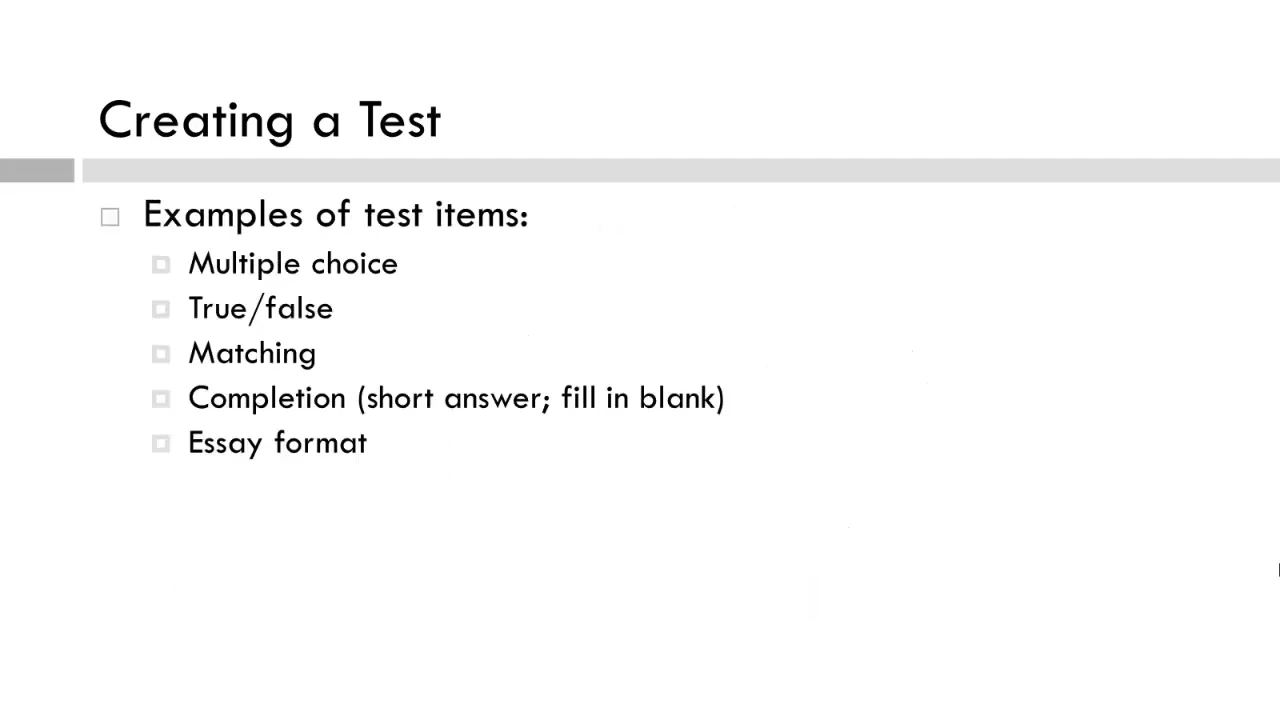 Creating a Test
Examples of test items:
Multiple choice
True/false
Matching
Completion (short answer; fill in blank)
Essay format